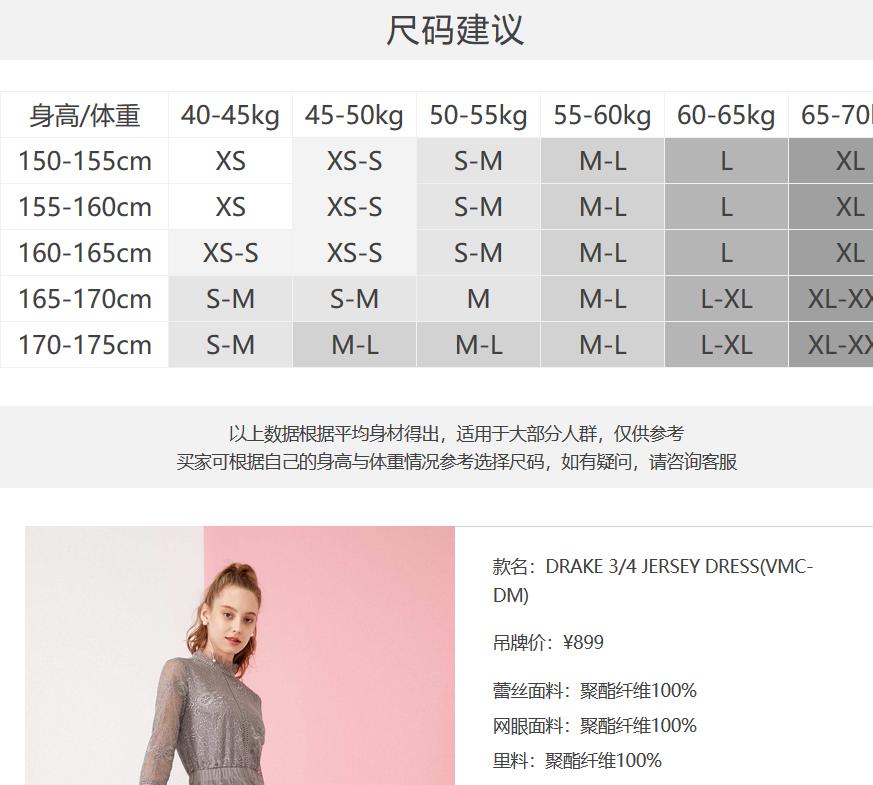 尺码建议
身高/体重 40-45kg 45-50kg 50-55kg 55-60kg 60-65kg 65-70
150-155cm XS XS-S S-M M-L L XL
155-160cm XS XS-S S-M M-L L XL
160-165cm XS-S XS-S S-M M-L L XL
165-170cm S-M S-M M M-L L-XL XL-XX
170-175cm S-M M-L M-L M-L L-XL XL-XX
以上数据根据平均身材得出，适用于大部分人群，仅供参考
买家可根据自己的身高与体重情况参考选择尺码，如有疑问，请咨询客服
款名：DRAKE 3/4 JERSEY DRESS(VMC-
DM)
吊牌价：¥899
蕾丝面料：聚酯纤维100%
网眼面料：聚酯纤维100%
里料：聚酯纤维100%